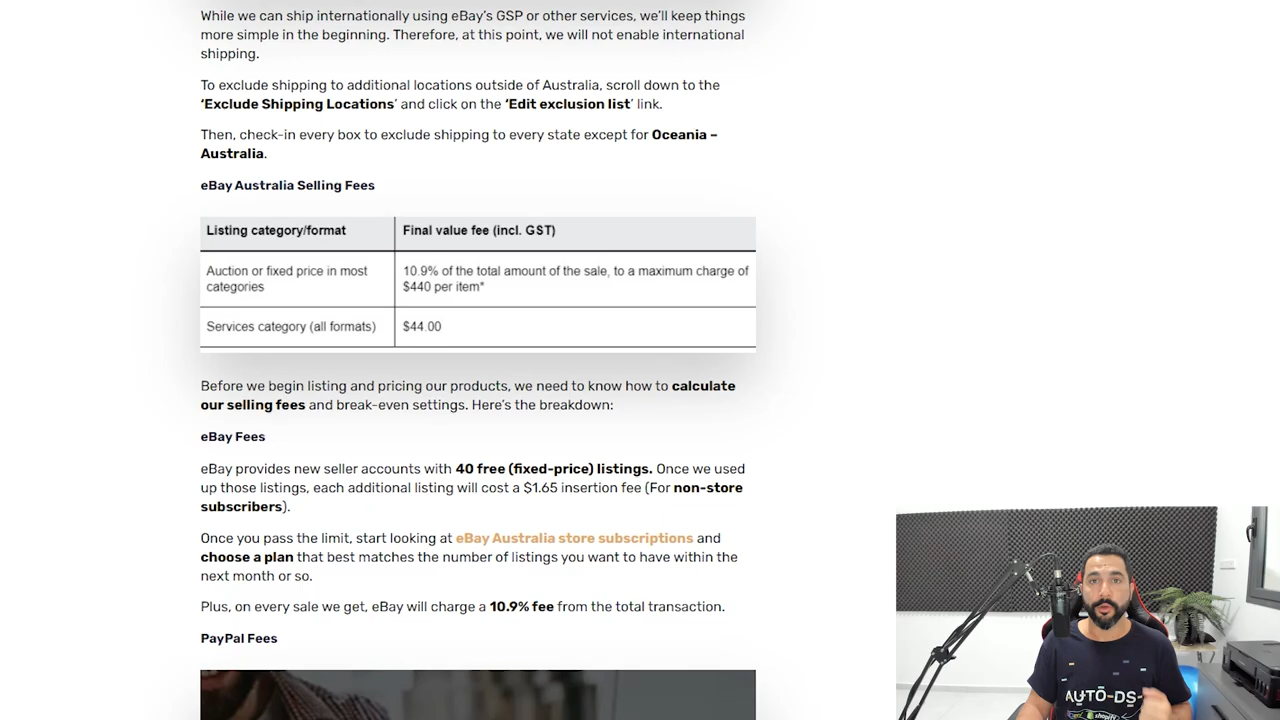 While we can ship internationally using eBay's GSP or other services, we'll keep things
more simple in the beginning. Therefore, at this point, we will not enable international
shipping.
To exclude shipping to additional locations outside of Australia, scroll down to the
‘Exclude Shipping Locations’ and click on the ‘Edit exclusion list’ link.
Then, check-in every box to exclude shipping to every state except for Oceania –
Australia.
eBay Australia Selling Fees
Listing category/format Final value fee (incl. GST)
Auction or fixed price in most 10.9% of the total amount of the sale, to a maximum charge of
categories $440 per item*
Services category (all formats) $44.00
Before we begin listing and pricing our products, we need to know how to calculate
our selling fees and break-even settings. Here's the breakdown:
eBay Fees
eBay provides new seller accounts with 40 free (fixed-price) listings. Once we used
up those listings, each additional listing will cost a $1.65 insertion fee (For non-store
subscribers).
Once you pass the limit, start looking at eBay Australia store subscriptions and
choose a plan that best matches the number of listings you want to have within the
next month or so.
Plus, on every sale we get, eBay will charge a 10.9% fee from the total transaction.
PayPal Fees
AUTO-DS
shopify